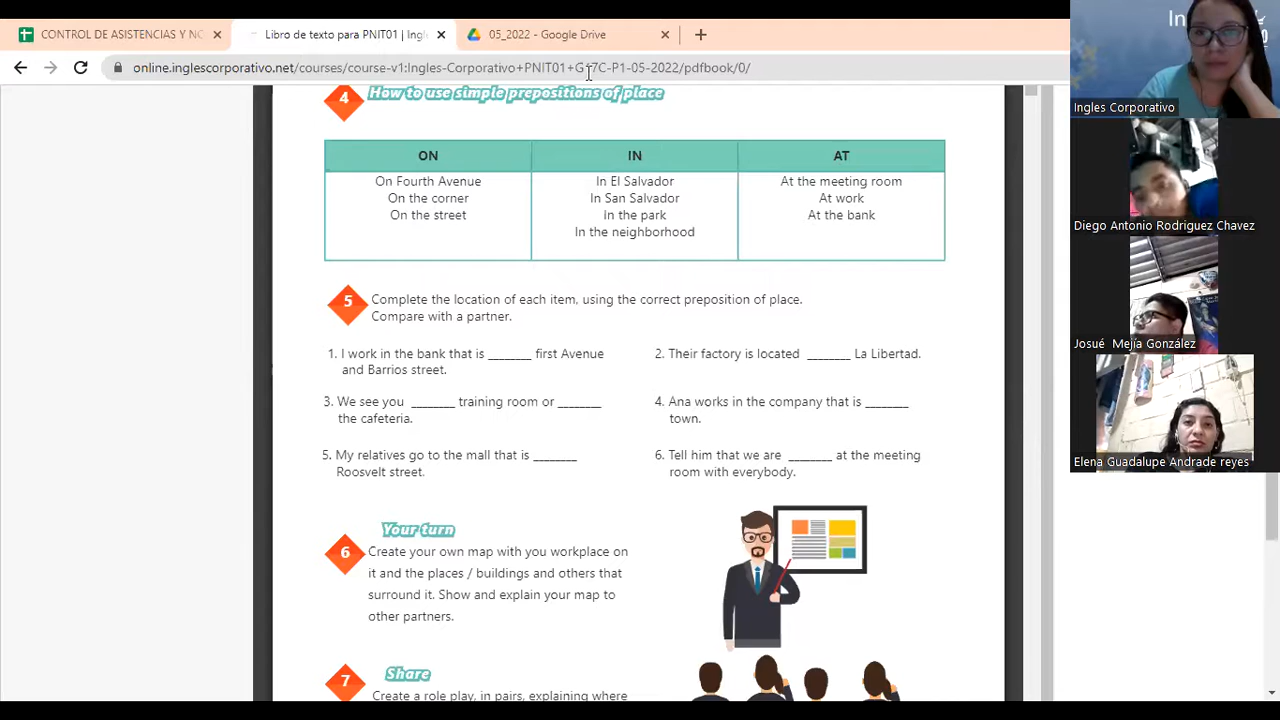 CONTROL DE ASISTENCIAS Y NO
Libro de texto para PNIT01 | Ingle
05_2022 - Google Drive
online.inglescorporativo.net/courses/course-v1:Ingles-Corporativo+PNIT01+G17C-P1-05-2022/pdfbook/0/
4 How to use simple prepositions of place
ON IN AT
On Fourth Avenue In El Salvador At the meeting room
On the corner In San Salvador At work
On the street In the park At the bank
In the neighborhood
5 Complete the location of each item, using the correct preposition of place.
Compare with a partner.
1. I work in the bank that is ________ first Avenue
and Barrios street.
2. Their factory is located ________ La Libertad.
3. We see you ________ training room or ________
the cafeteria.
4. Ana works in the company that is ________
town.
5. My relatives go to the mall that is ________
Roosvelt street.
6. Tell him that we are ________ at the meeting
room with everybody.
Your turn
6 Create your own map with you workplace on
it and the places / buildings and others that
surround it. Show and explain your map to
other partners.
Share
7 Create a role play, in pairs, explaining where
Ingles Corporativo
Diego Antonio Rodriguez Chavez
Josué Mejía González
Elena Guadalupe Andrade reyes